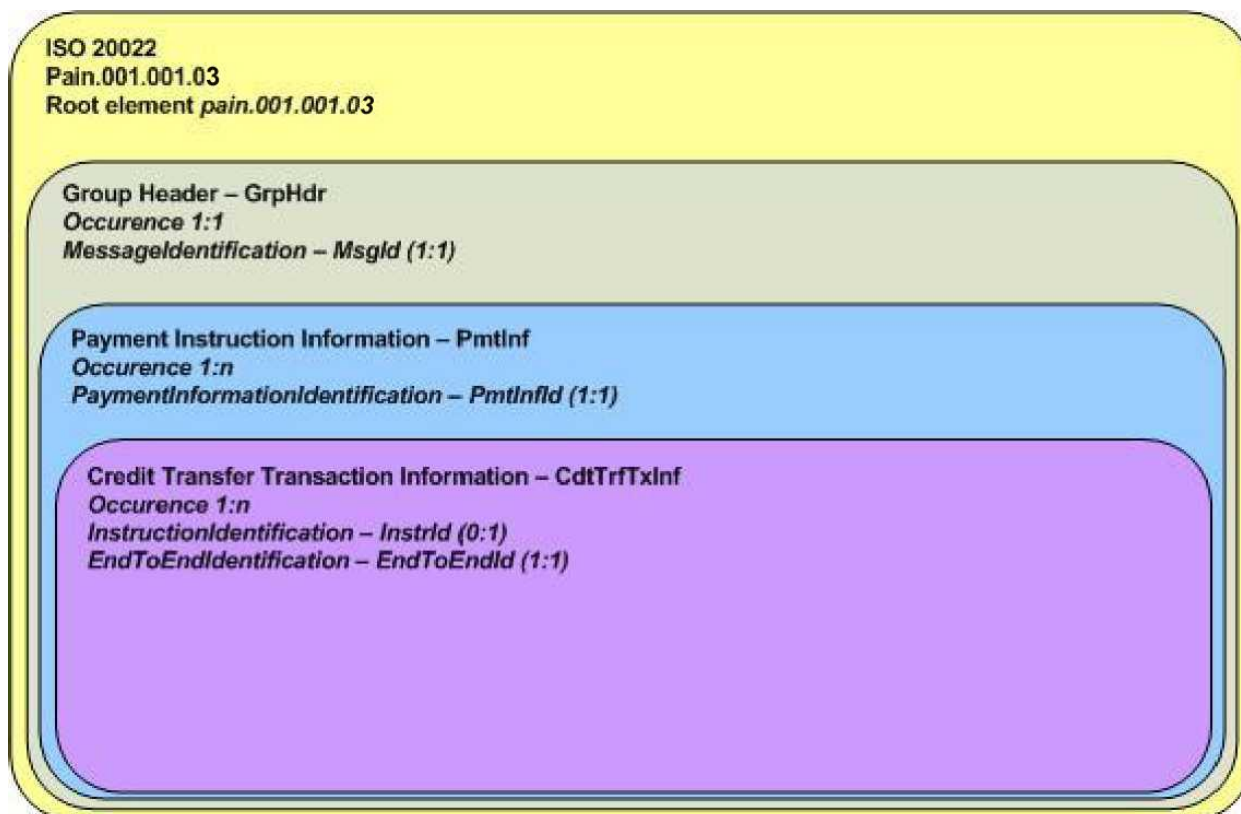 ISO 20022
Pain.001.001.03
Root element pain.001.001.03
Group Header – GrpHdr
Occurence 1:1
MessageIdentification – MsgId (1:1)
Payment Instruction Information – PmtInf
Occurence 1:n
PaymentInformationIdentification – PmtInfId (1:1)
Credit Transfer Transaction Information – CdtTrfTxInf
Occurence 1:n
InstructionIdentification – InstrId (0:1)
EndToEndIdentification – EndToEndId (1:1)